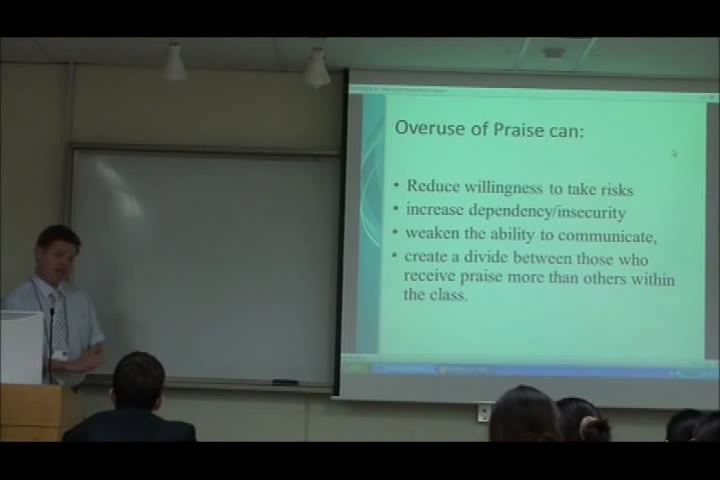 Overuse of Praise can:
• Reduce willingness to take risks
• increase dependency/insecurity
• weaken the ability to communicate,
• create a divide between those who
receive praise more than others within
the class.